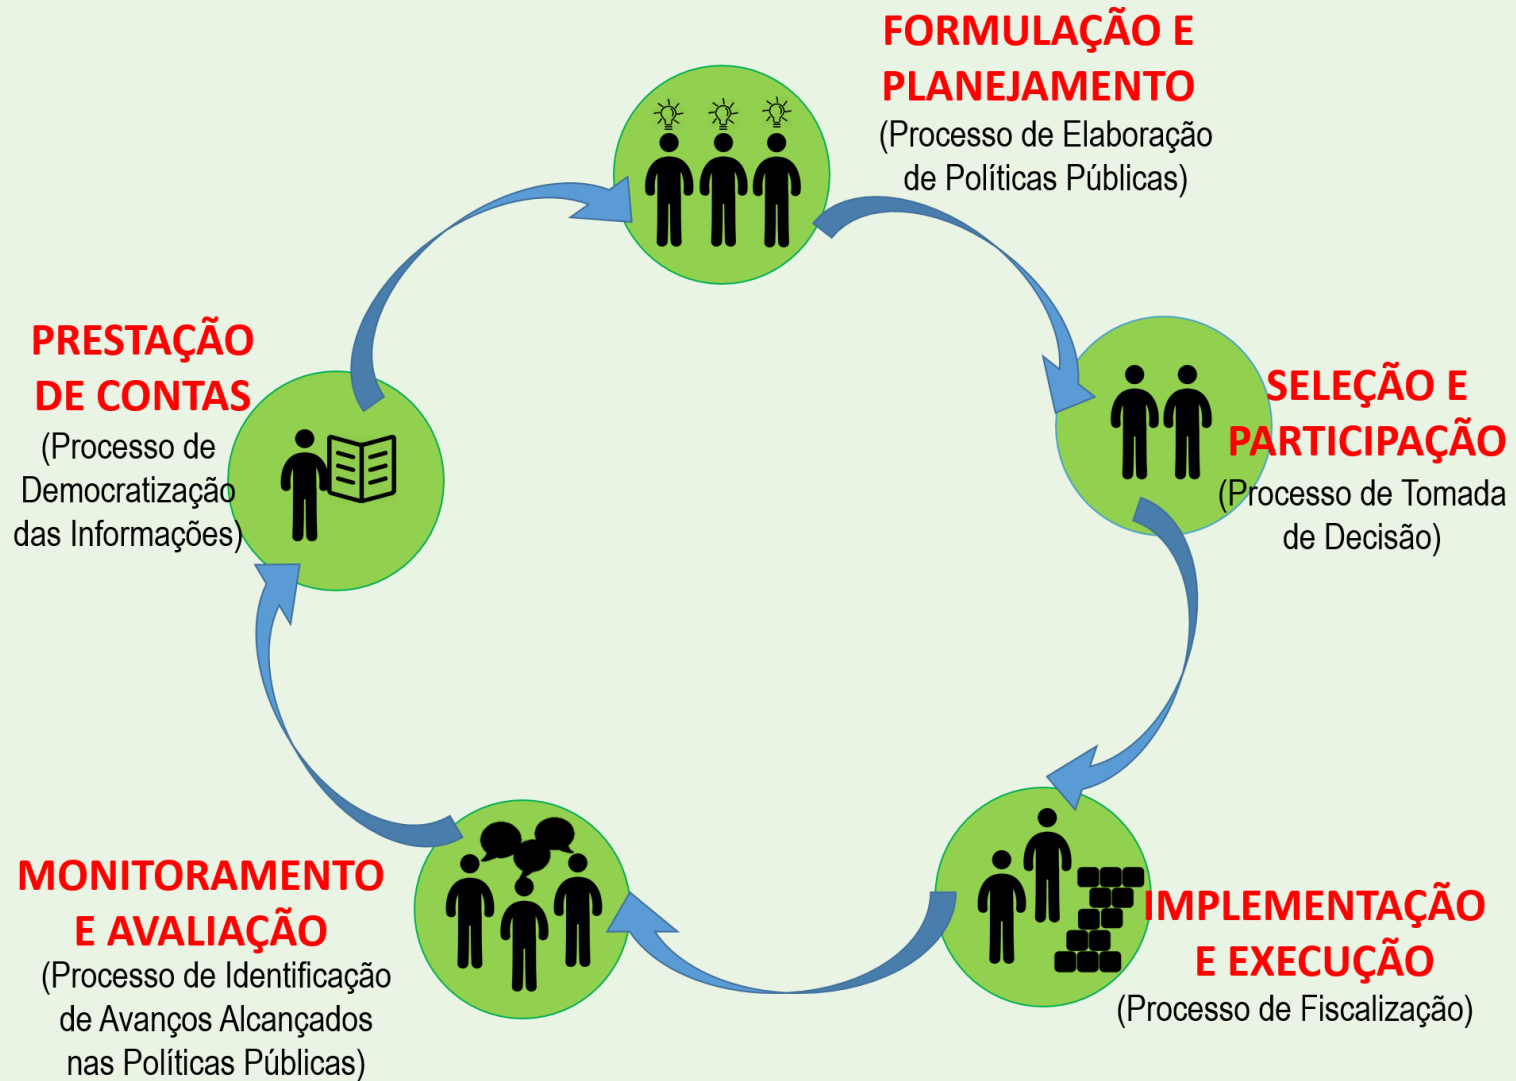 FORMULAÇÃO E
PLANEJAMENTO
(Processo de Elaboração
de Políticas Públicas)
SELEÇÃO E
PARTICIPAÇÃO
(Processo de Tomada
de Decisão)
IMPLEMENTAÇÃO
E EXECUÇÃO
(Processo de Fiscalização)
MONITORAMENTO
E AVALIAÇÃO
(Processo de Identificação
de Avanços Alcançados
nas Políticas Públicas)
PRESTAÇÃO
DE CONTAS
(Processo de
Democratização
das Informações)